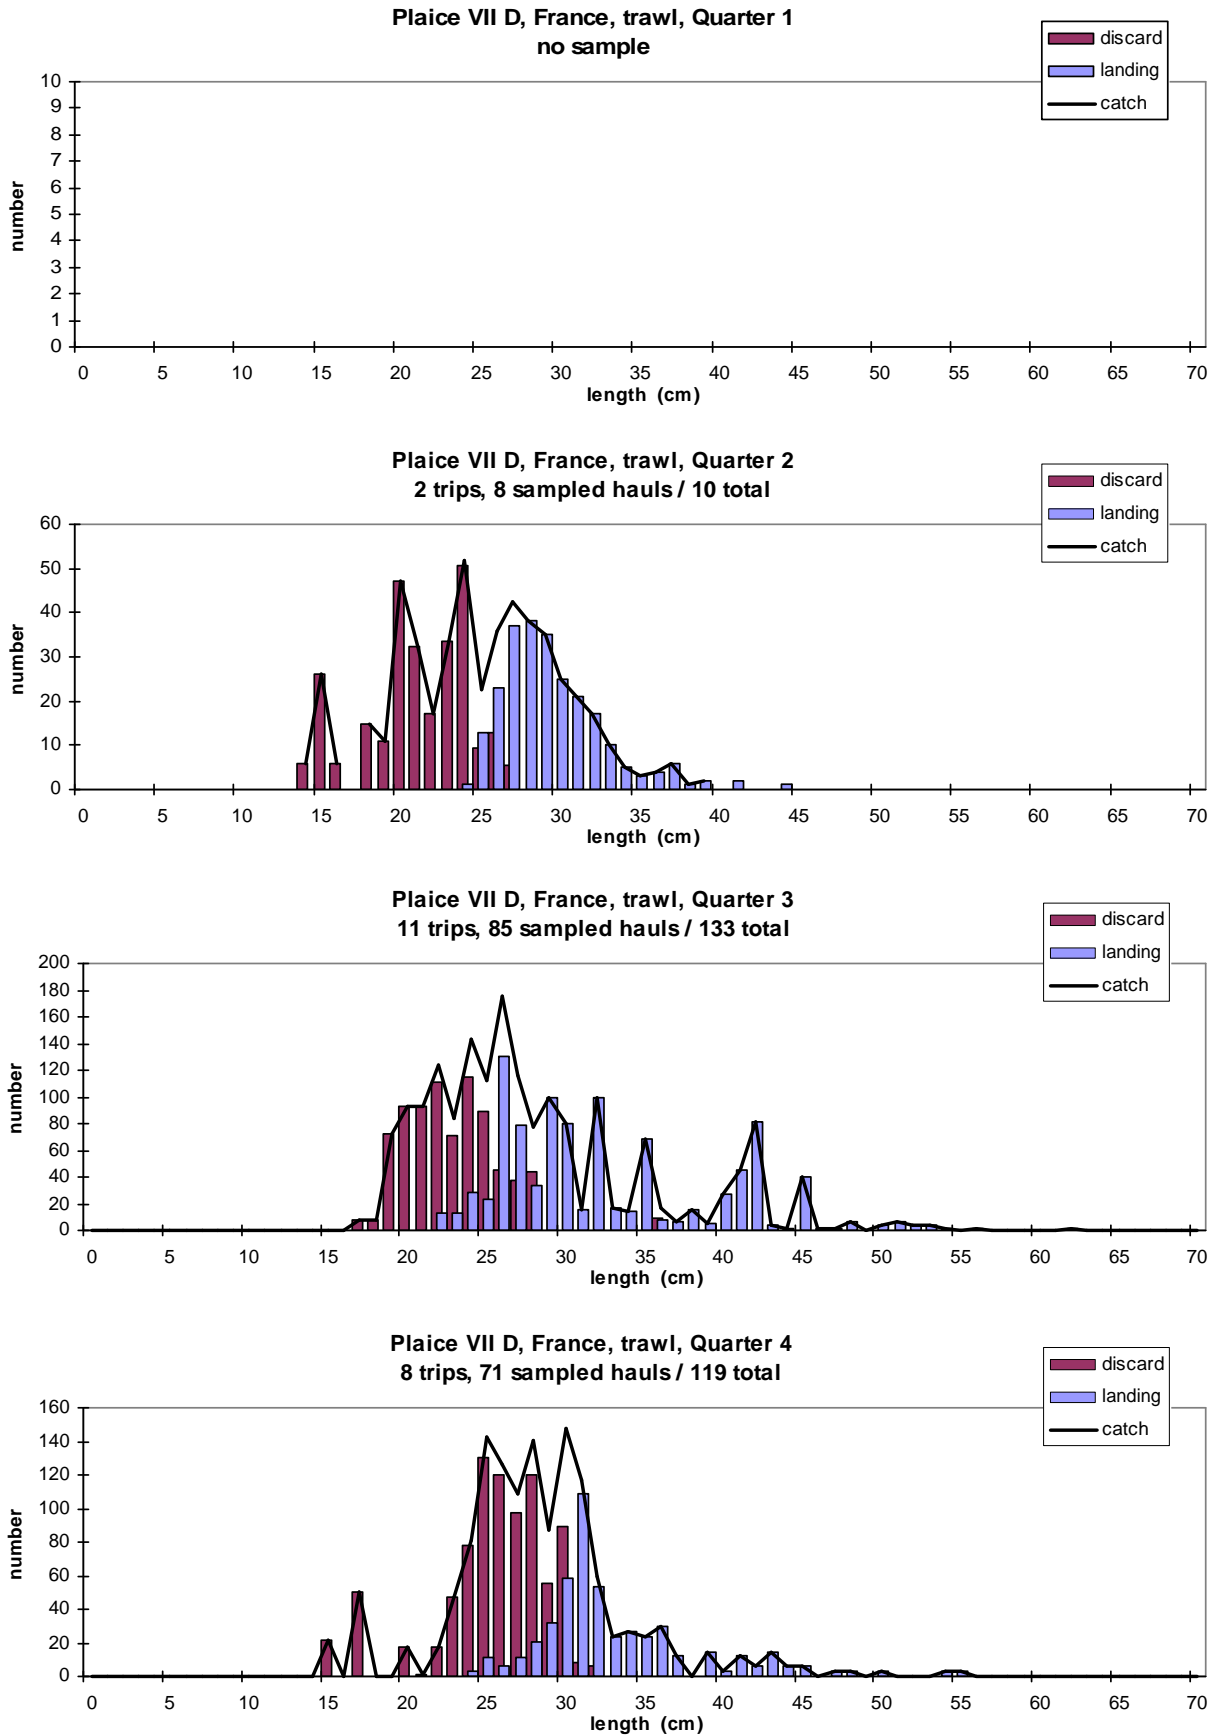 Plaice VII D, France, trawl, Quarter 1
no sample
discard
landing
catch
10
9
8
7
6
5
4
3
2
1
0
number
0 5 10 15 20 25 30 35 40 45 50 55 60 65 70
length (cm)
Plaice VII D, France, trawl, Quarter 2
2 trips, 8 sampled hauls / 10 total
discard
landing
catch
60
50
40
30
20
10
0
number
0 5 10 15 20 25 30 35 40 45 50 55 60 65 70
length (cm)
Plaice VII D, France, trawl, Quarter 3
11 trips, 85 sampled hauls / 133 total
discard
landing
catch
200
180
160
140
120
100
80
60
40
20
0
number
0 5 10 15 20 25 30 35 40 45 50 55 60 65 70
length (cm)
Plaice VII D, France, trawl, Quarter 4
8 trips, 71 sampled hauls / 119 total
discard
landing
catch
160
140
120
100
80
60
40
20
0
number
0 5 10 15 20 25 30 35 40 45 50 55 60 65 70
length (cm)